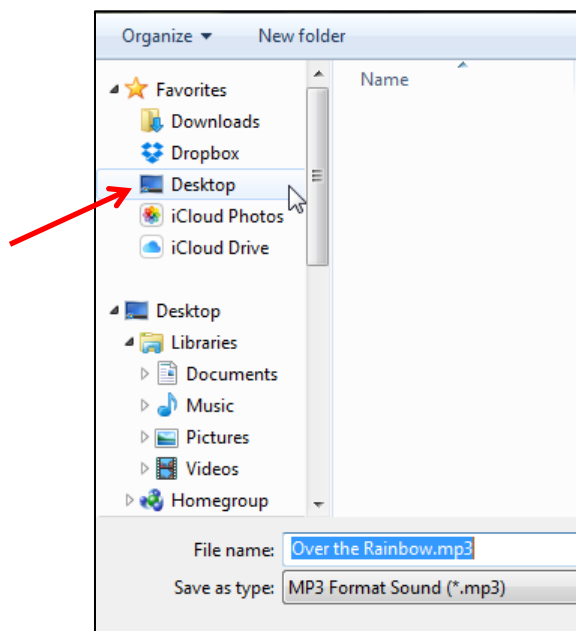 Organize New folder
Name
Favorites
Downloads
Dropbox
Desktop
iCloud Photos
iCloud Drive
Desktop
Libraries
Documents
Music
Pictures
Videos
Homegroup
File name: Over the Rainbow.mp3
Save as type: MP3 Format Sound (*.mp3)